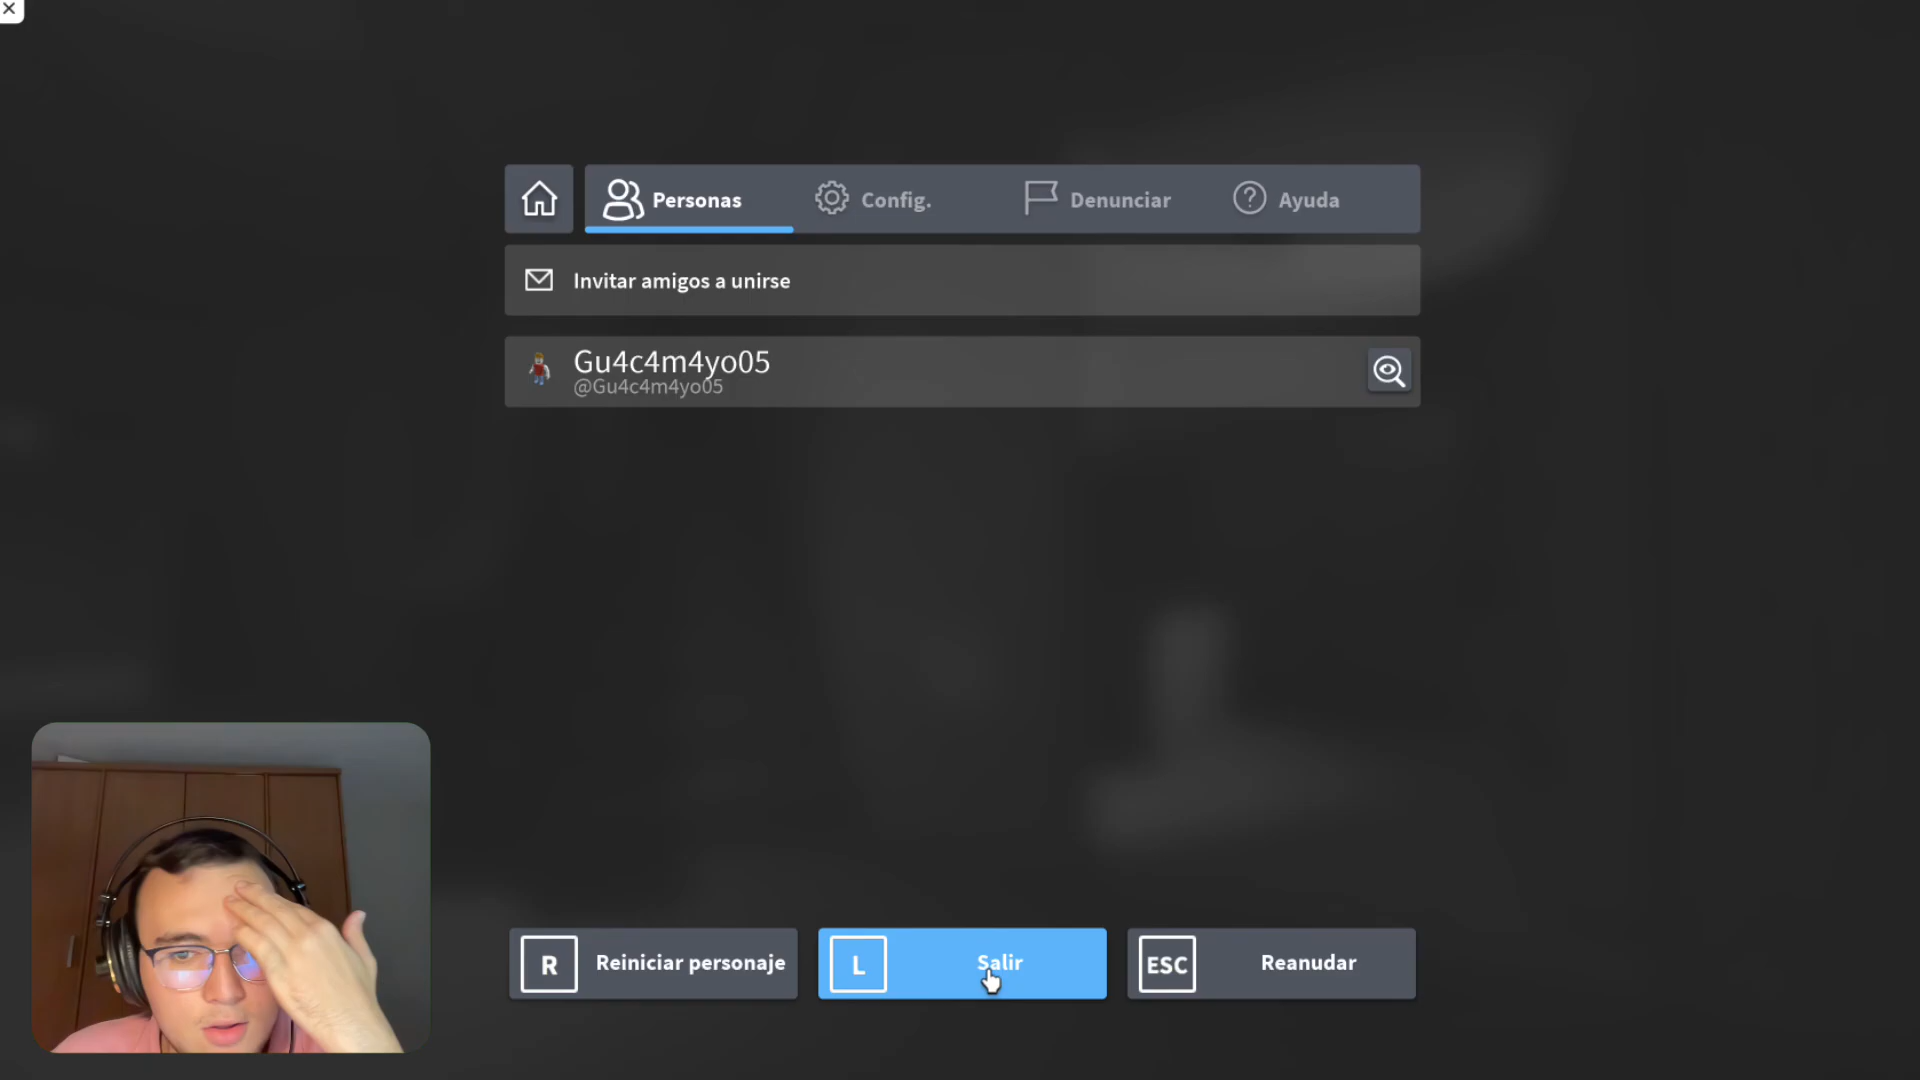 Personas
Config.
Denunciar
Ayuda
Invitar amigos a unirse
Gu4c4m4yo05
@Gu4c4m4yo05
R Reiniciar personaje
L Salir
ESC Reanudar